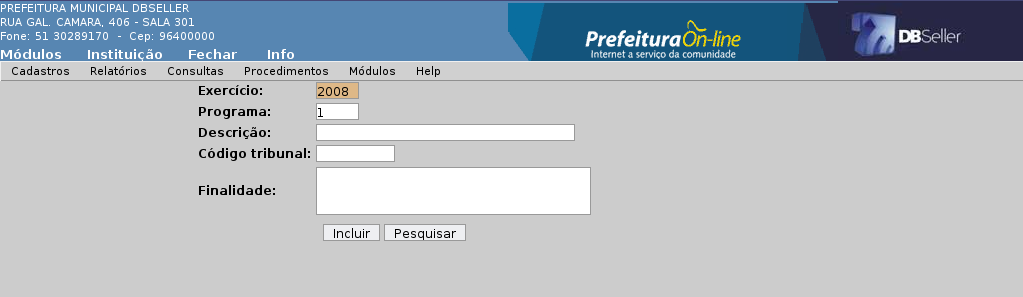 PREFEITURA MUNICIPAL DBSELLER
RUA GAL. CAMARA, 406 - SALA 301
Fone: 51 30289170 - Cep: 96400000
Prefeitura On-line
Internet a serviço da comunidade
DBSeller
Módulos Instituição Fechar Info
Cadastros Relatórios Consultas Procedimentos Módulos Help
Exercício: 2008
Programa: 1
Descrição:
Código tribunal:
Finalidade:
Incluir Pesquisar